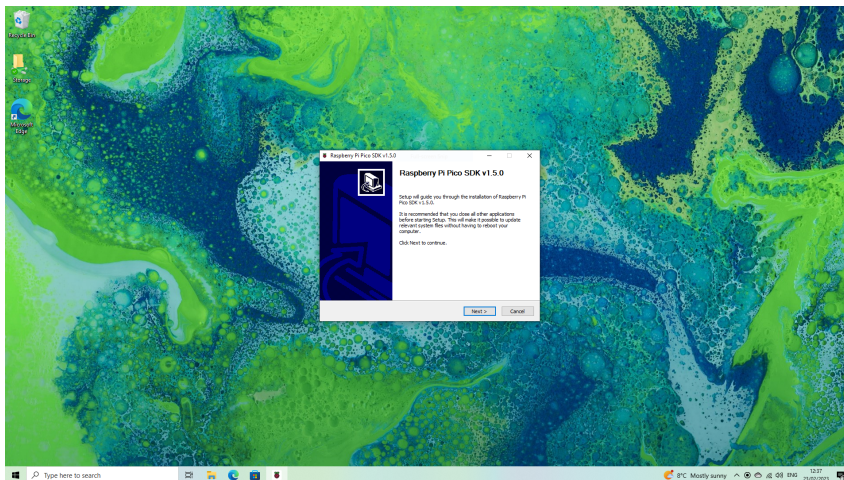 Recycle Bin
Storage
Microsoft
Edge
Raspberry Pi Pico SDK v1.5.0
Raspberry Pi Pico SDK v1.5.0
Setup will guide you through the installation of Raspberry Pi
Pico SDK v1.5.0.
It is recommended that you close all other applications
before starting Setup. This will make it possible to update
relevant system files without having to reboot your
computer.
Click Next to continue.
Next >
Cancel
Type here to search
8°C Mostly sunny
ENG
12:37